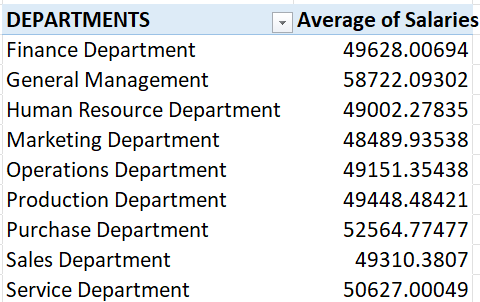 DEPARTMENTS Average of Salaries
Finance Department 49628.00694
General Management 58722.09302
Human Resource Department 49002.27835
Marketing Department 48489.93538
Operations Department 49151.35438
Production Department 49448.48421
Purchase Department 52564.77477
Sales Department 49310.3807
Service Department 50627.00049